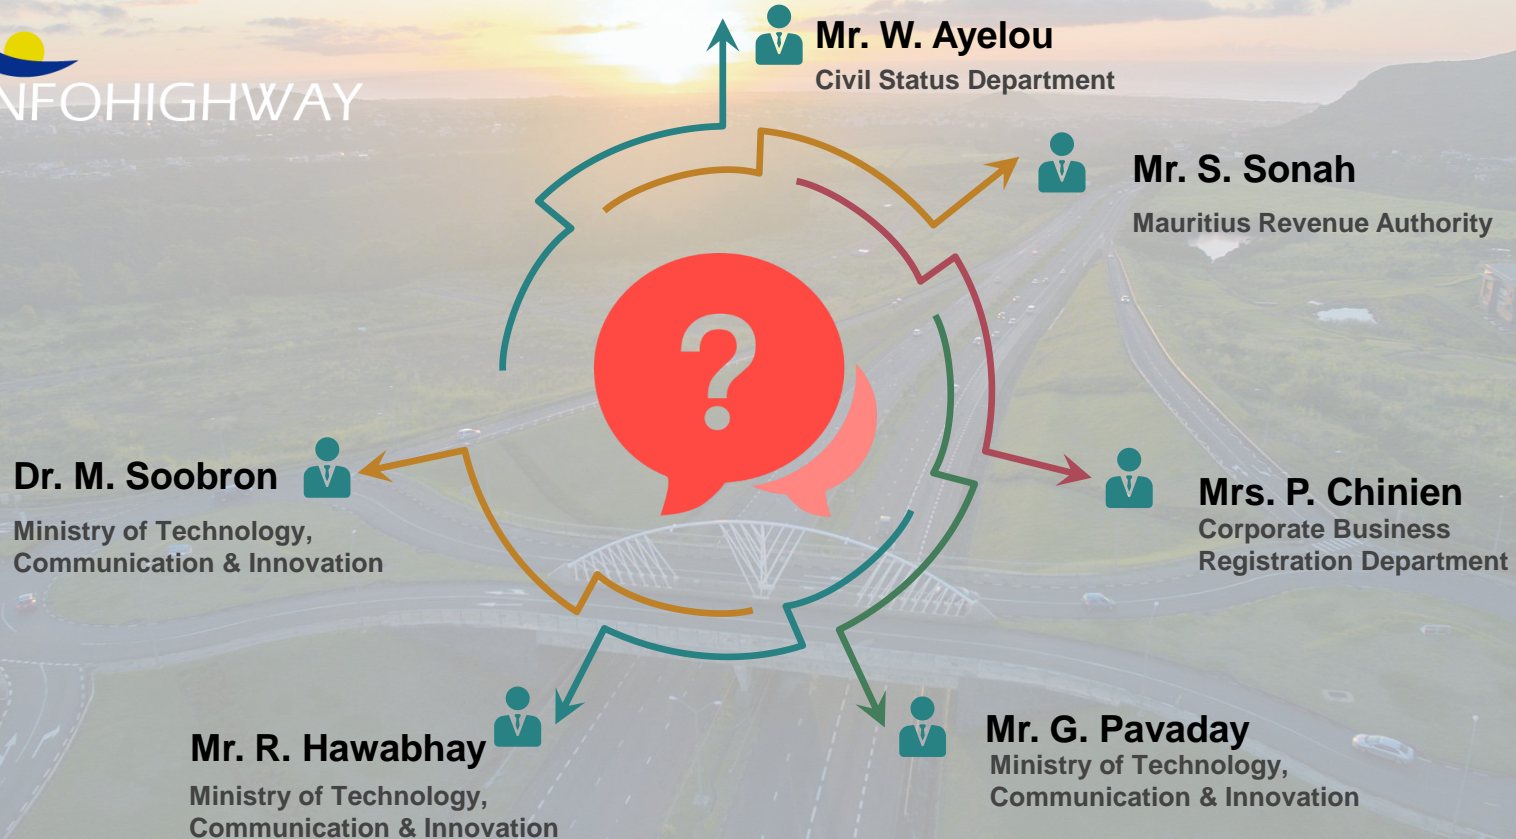 NFOHIGHWAY
Mr. W. Ayelou
Civil Status Department
Mr. S. Sonah
Mauritius Revenue Authority
Mrs. P. Chinien
Corporate Business
Registration Department
Mr. G. Pavaday
Ministry of Technology,
Communication & Innovation
Mr. R. Hawabhay
Ministry of Technology,
Communication & Innovation
Dr. M. Soobron
Ministry of Technology,
Communication & Innovation
?